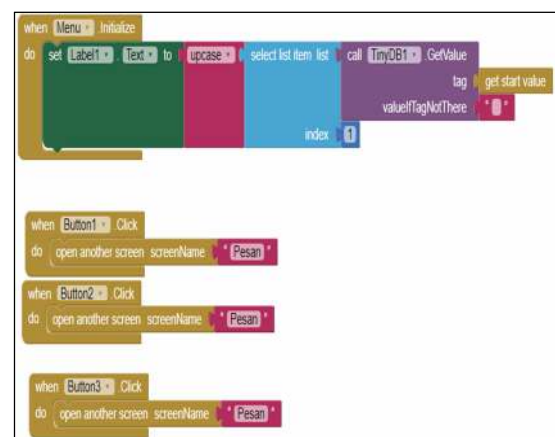 when Menu .Initialize
do set Label1 . Text to upcase select list item list call TinyDB1 .GetValue
tag get start value
valueIfTagNotThere " "
index 1
when Button1 .Click
do open another screen screenName " Pesan "
when Button2 .Click
do open another screen screenName " Pesan "
when Button3 .Click
do open another screen screenName " Pesan "